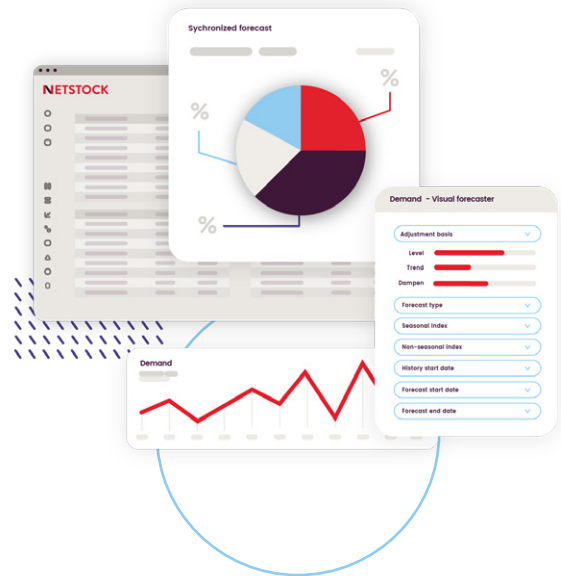 Sychronized forecast
%
%
%
NETSTOCK
Demand - Visual forecaster
Adjustment basis
Level
Trend
Dampen
Forecast type
Seasonal index
Non-seasonal index
History start date
Forecast start date
Forecast end date
Demand